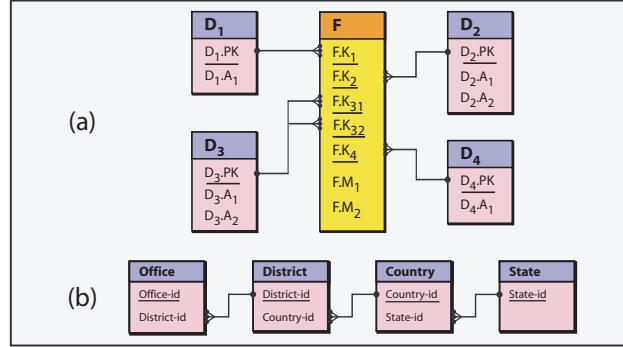 (a)
D₁
D₁.PK
D₁.A₁
F
F.K₁
F.K₂
F.K₃₁
F.K₃₂
F.K₄
F.M₁
F.M₂
D₂
D₂.PK
D₂.A₁
D₂.A₂
D₃
D₃.PK
D₃.A₁
D₃.A₂
D₄
D₄.PK
D₄.A₁
(b)
Office
Office-id
District-id
District
District-id
Country-id
Country
Country-id
State-id
State
State-id